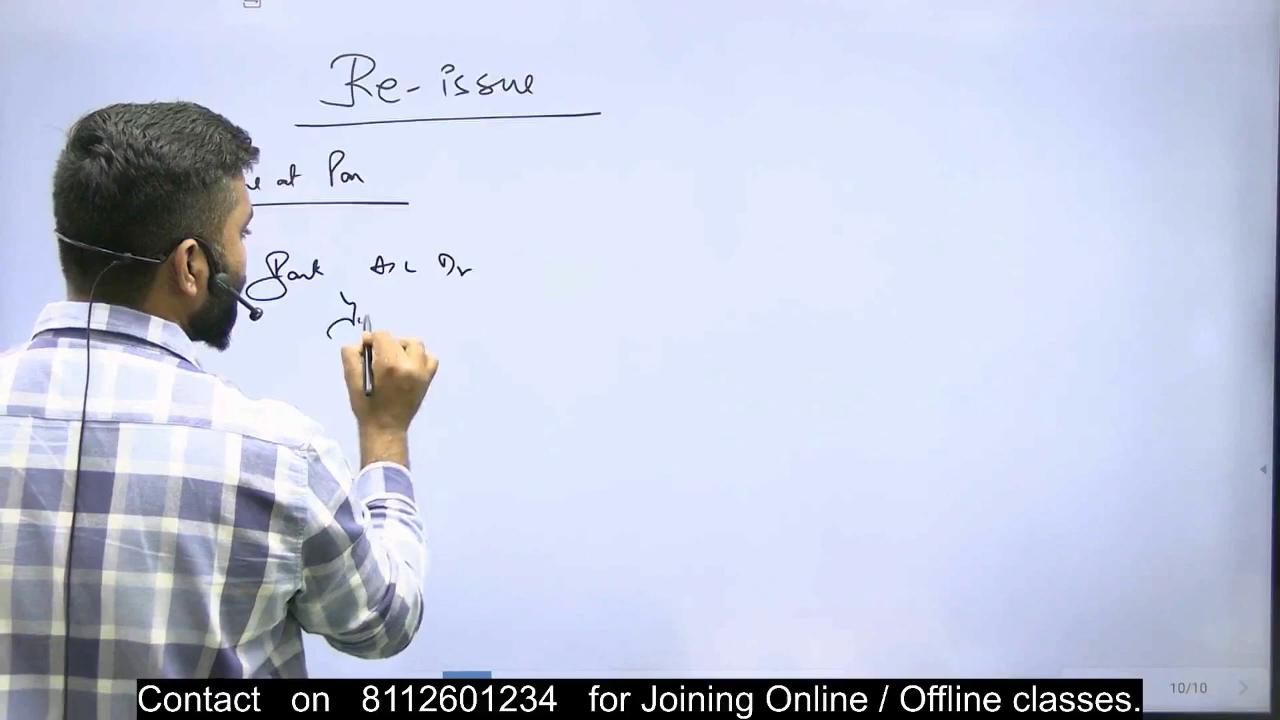 Re-issue
at Par
Bank A/c Dr
10/10
Contact on 8112601234 for Joining Online / Offline classes.